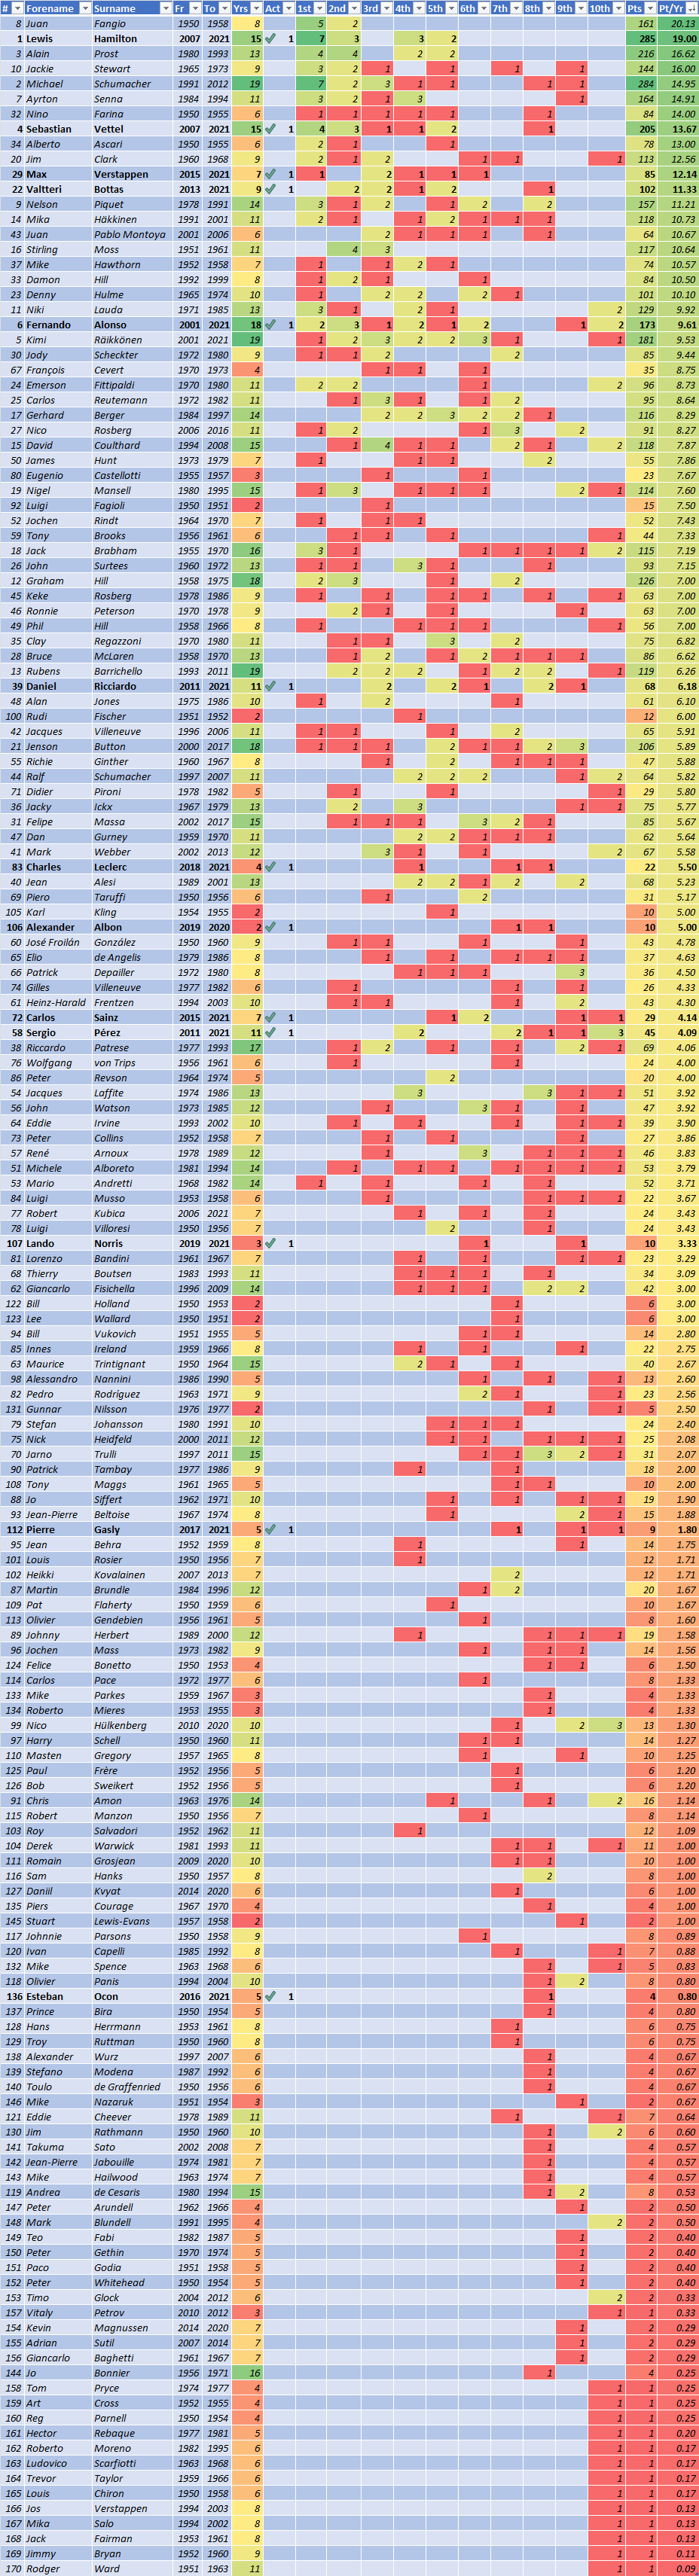 # Forename Surname Fr To Yrs Act 1st 2nd 3rd 4th 5th 6th 7th 8th 9th 10th Pts Pt/Yr
8 Juan Fangio 1950 1958 8 5 2 161 20.13
1 Lewis Hamilton 2007 2021 15 1 7 3 3 2 285 19.00
3 Alain Prost 1980 1993 13 4 4 2 2 216 16.62
10 Jackie Stewart 1965 1973 9 3 2 1 1 1 1 144 16.00
2 Michael Schumacher 1991 2012 19 7 2 3 1 1 1 1 284 14.95
7 Ayrton Senna 1984 1994 11 3 2 1 3 1 164 14.91
32 Nino Farina 1950 1955 6 1 1 1 1 1 84 14.00
4 Sebastian Vettel 2007 2021 15 1 4 3 1 1 2 1 205 13.67
34 Alberto Ascari 1950 1955 6 2 1 1 78 13.00
20 Jim Clark 1960 1968 9 2 1 2 1 1 1 113 12.56
29 Max Verstappen 2015 2021 7 1 1 2 1 1 1 85 12.14
22 Valtteri Bottas 2013 2021 9 1 2 2 1 2 1 102 11.33
9 Nelson Piquet 1978 1991 14 3 1 2 1 2 2 157 11.21
14 Mika Häkkinen 1991 2001 11 2 1 1 2 1 1 1 118 10.73
43 Juan Pablo Montoya 2001 2006 6 2 1 1 1 1 64 10.67
16 Stirling Moss 1951 1961 11 4 3 117 10.64
37 Mike Hawthorn 1952 1958 7 1 1 2 1 74 10.57
33 Damon Hill 1992 1999 8 1 2 1 1 84 10.50
23 Denny Hulme 1965 1974 10 1 2 2 2 1 101 10.10
11 Niki Lauda 1971 1985 13 3 1 2 1 2 129 9.92
6 Fernando Alonso 2001 2021 18 1 2 3 1 2 1 2 1 2 173 9.61
5 Kimi Räikkönen 2001 2021 19 1 2 3 2 2 3 1 1 181 9.53
30 Jody Scheckter 1972 1980 9 1 1 2 2 85 9.44
67 François Cevert 1970 1973 4 1 1 1 35 8.75
24 Emerson Fittipaldi 1970 1980 11 2 2 1 2 96 8.73
25 Carlos Reutemann 1972 1982 11 1 3 1 1 2 95 8.64
17 Gerhard Berger 1984 1997 14 2 2 3 2 2 1 116 8.29
27 Nico Rosberg 2006 2016 11 1 2 1 3 2 91 8.27
15 David Coulthard 1994 2008 15 1 4 1 1 2 1 2 118 7.87
50 James Hunt 1973 1979 7 1 1 1 2 55 7.86
80 Eugenio Castellotti 1955 1957 3 1 1 23 7.67
19 Nigel Mansell 1980 1995 15 1 3 1 1 1 2 1 114 7.60
92 Luigi Fagioli 1950 1951 2 1 15 7.50
52 Jochen Rindt 1964 1970 7 1 1 1 52 7.43
59 Tony Brooks 1956 1961 6 1 1 1 1 44 7.33
18 Jack Brabham 1955 1970 16 3 1 1 1 1 1 2 115 7.19
26 John Surtees 1960 1972 13 1 1 3 1 1 93 7.15
12 Graham Hill 1958 1975 18 2 3 1 2 126 7.00
45 Keke Rosberg 1978 1986 9 1 1 1 1 1 1 63 7.00
46 Ronnie Peterson 1970 1978 9 2 1 1 1 63 7.00
49 Phil Hill 1958 1966 8 1 1 1 1 1 56 7.00
35 Clay Regazzoni 1970 1980 11 1 1 3 2 75 6.82
28 Bruce McLaren 1958 1970 13 1 2 1 2 1 1 1 86 6.62
13 Rubens Barrichello 1993 2011 19 2 2 2 1 2 2 1 119 6.26
39 Daniel Ricciardo 2011 2021 11 1 2 2 1 2 1 68 6.18
48 Alan Jones 1975 1986 10 1 2 1 61 6.10
100 Rudi Fischer 1951 1952 2 1 12 6.00
42 Jacques Villeneuve 1996 2006 11 1 1 1 2 65 5.91
21 Jenson Button 2000 2017 18 1 1 1 2 1 1 2 3 106 5.89
55 Richie Ginther 1960 1967 8 1 2 1 1 1 47 5.88
44 Ralf Schumacher 1997 2007 11 2 2 2 1 2 64 5.82
71 Didier Pironi 1978 1982 5 1 1 1 29 5.80
36 Jacky Ickx 1967 1979 13 2 3 1 1 75 5.77
31 Felipe Massa 2002 2017 15 1 1 1 3 2 1 85 5.67
47 Dan Gurney 1959 1970 11 2 2 1 1 1 62 5.64
41 Mark Webber 2002 2013 12 3 1 1 2 67 5.58
83 Charles Leclerc 2018 2021 4 1 1 1 1 22 5.50
40 Jean Alesi 1989 2001 13 2 2 1 2 2 68 5.23
69 Piero Taruffi 1950 1956 6 1 2 31 5.17
105 Karl Kling 1954 1955 2 1 10 5.00
106 Alexander Albon 2019 2020 2 1 1 1 10 5.00
60 José Froilán González 1950 1960 9 1 1 1 1 43 4.78
65 Elio de Angelis 1979 1986 8 1 1 1 1 1 37 4.63
66 Patrick Depailler 1972 1980 8 1 1 1 3 36 4.50
74 Gilles Villeneuve 1977 1982 6 1 1 1 26 4.33
61 Heinz-Harald Frentzen 1994 2003 10 1 1 1 2 43 4.30
72 Carlos Sainz 2015 2021 7 1 1 2 1 1 29 4.14
58 Sergio Pérez 2011 2021 11 1 2 2 1 1 3 45 4.09
38 Riccardo Patrese 1977 1993 17 1 2 1 1 2 1 69 4.06
76 Wolfgang von Trips 1956 1961 6 1 1 24 4.00
86 Peter Revson 1964 1974 5 2 20 4.00
54 Jacques Laffite 1974 1986 13 3 3 1 1 51 3.92
56 John Watson 1973 1985 12 1 3 1 1 47 3.92
64 Eddie Irvine 1993 2002 10 1 1 1 1 1 39 3.90
73 Peter Collins 1952 1958 7 1 1 1 27 3.86
57 René Arnoux 1978 1989 12 1 3 1 1 1 46 3.83
51 Michele Alboreto 1981 1994 14 1 1 1 1 1 1 1 53 3.79
53 Mario Andretti 1968 1982 14 1 1 1 1 52 3.71
84 Luigi Musso 1953 1958 6 1 1 1 1 22 3.67
77 Robert Kubica 2006 2021 7 1 1 1 24 3.43
78 Luigi Villoresi 1950 1956 7 2 1 24 3.43
107 Lando Norris 2019 2021 3 1 1 1 1 10 3.33
81 Lorenzo Bandini 1961 1967 7 1 1 1 1 23 3.29
68 Thierry Boutsen 1983 1993 11 1 1 1 1 34 3.09
62 Giancarlo Fisichella 1996 2009 14 1 1 1 2 2 42 3.00
122 Bill Holland 1950 1953 2 1 6 3.00
123 Lee Wallard 1950 1951 2 1 6 3.00
94 Bill Vukovich 1951 1955 5 1 1 14 2.80
85 Innes Ireland 1959 1966 8 1 1 1 22 2.75
63 Maurice Trintignant 1950 1964 15 2 1 1 40 2.67
98 Alessandro Nannini 1986 1990 5 1 1 1 13 2.60
82 Pedro Rodríguez 1963 1971 9 2 1 1 23 2.56
131 Gunnar Nilsson 1976 1977 2 1 1 5 2.50
79 Stefan Johansson 1980 1991 10 1 1 1 24 2.40
75 Nick Heidfeld 2000 2011 12 1 1 1 1 1 25 2.08
70 Jarno Trulli 1997 2011 15 1 1 3 2 1 31 2.07
90 Patrick Tambay 1977 1986 9 1 1 18 2.00
108 Tony Maggs 1961 1965 5 1 1 10 2.00
88 Jo Siffert 1962 1971 10 1 1 1 1 19 1.90
93 Jean-Pierre Beltoise 1967 1974 8 1 2 1 15 1.88
112 Pierre Gasly 2017 2021 5 1 1 1 1 9 1.80
95 Jean Behra 1952 1959 8 1 1 14 1.75
101 Louis Rosier 1950 1956 7 1 12 1.71
102 Heikki Kovalainen 2007 2013 7 2 12 1.71
87 Martin Brundle 1984 1996 12 1 2 20 1.67
109 Pat Flaherty 1950 1959 6 1 10 1.67
113 Olivier Gendebien 1956 1961 5 1 8 1.60
89 Johnny Herbert 1989 2000 12 1 1 1 1 19 1.58
96 Jochen Mass 1973 1982 9 1 1 1 14 1.56
124 Felice Bonetto 1950 1953 4 1 1 6 1.50
114 Carlos Pace 1972 1977 6 1 8 1.33
133 Mike Parkes 1959 1967 3 1 4 1.33
134 Roberto Mieres 1953 1955 3 1 4 1.33
99 Nico Hülkenberg 2010 2020 10 1 2 3 13 1.30
97 Harry Schell 1950 1960 11 1 1 14 1.27
110 Masten Gregory 1957 1965 8 1 1 10 1.25
125 Paul Frère 1952 1956 5 1 6 1.20
126 Bob Sweikert 1952 1956 5 1 6 1.20
91 Chris Amon 1963 1976 14 1 1 2 16 1.14
115 Robert Manzon 1950 1956 7 1 8 1.14
103 Roy Salvadori 1952 1962 11 1 12 1.09
104 Derek Warwick 1981 1993 11 1 1 1 11 1.00
111 Romain Grosjean 2009 2020 10 1 1 10 1.00
116 Sam Hanks 1950 1957 8 2 8 1.00
127 Daniil Kvyat 2014 2020 6 1 6 1.00
135 Piers Courage 1967 1970 4 1 4 1.00
145 Stuart Lewis-Evans 1957 1958 2 1 2 1.00
117 Johnnie Parsons 1950 1958 9 1 8 0.89
120 Ivan Capelli 1985 1992 8 1 1 7 0.88
132 Mike Spence 1963 1968 6 1 1 5 0.83
118 Olivier Panis 1994 2004 10 1 2 8 0.80
136 Esteban Ocon 2016 2021 5 1 1 4 0.80
137 Prince Bira 1950 1954 5 1 4 0.80
128 Hans Herrmann 1953 1961 8 1 6 0.75
129 Troy Ruttman 1950 1960 8 1 6 0.75
138 Alexander Wurz 1997 2007 6 1 4 0.67
139 Stefano Modena 1987 1992 6 1 4 0.67
140 Toulo de Graffenried 1950 1956 6 1 4 0.67
146 Mike Nazaruk 1951 1954 3 1 2 0.67
121 Eddie Cheever 1978 1989 11 1 1 7 0.64
130 Jim Rathmann 1950 1960 10 1 2 6 0.60
141 Takuma Sato 2002 2008 7 1 4 0.57
142 Jean-Pierre Jabouille 1974 1981 7 1 4 0.57
143 Mike Hailwood 1963 1974 7 1 4 0.57
119 Andrea de Cesaris 1980 1994 15 1 2 8 0.53
147 Peter Arundell 1962 1966 4 1 2 0.50
148 Mark Blundell 1991 1995 4 2 2 0.50
149 Teo Fabi 1982 1987 5 1 2 0.40
150 Peter Gethin 1970 1974 5 1 2 0.40
151 Paco Godia 1951 1958 5 1 2 0.40
152 Peter Whitehead 1950 1954 5 1 2 0.40
153 Timo Glock 2004 2012 6 2 2 0.33
157 Vitaly Petrov 2010 2012 3 1 1 0.33
154 Kevin Magnussen 2014 2020 7 1 2 0.29
155 Adrian Sutil 2007 2014 7 1 2 0.29
156 Giancarlo Baghetti 1961 1967 7 1 2 0.29
144 Jo Bonnier 1956 1971 16 1 4 0.25
158 Tom Pryce 1974 1977 4 1 1 0.25
159 Art Cross 1952 1955 4 1 1 0.25
160 Reg Parnell 1950 1954 4 1 1 0.25
161 Hector Rebaque 1977 1981 5 1 1 0.20
162 Roberto Moreno 1982 1995 6 1 1 0.17
163 Ludovico Scarfiotti 1963 1968 6 1 1 0.17
164 Trevor Taylor 1959 1966 6 1 1 0.17
165 Louis Chiron 1950 1958 6 1 1 0.17
166 Jos Verstappen 1994 2003 8 1 1 0.13
167 Mika Salo 1994 2002 8 1 1 0.13
168 Jack Fairman 1953 1961 8 1 1 0.13
169 Jimmy Bryan 1952 1960 9 1 1 0.11
170 Rodger Ward 1951 1963 11 1 1 0.09